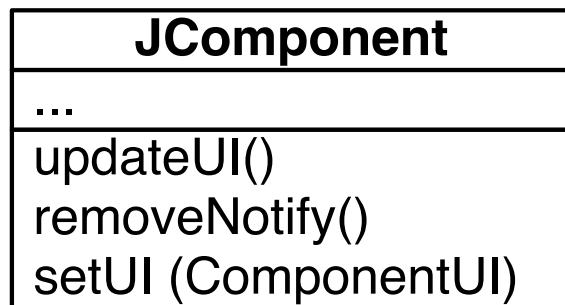 JComponent
...
updateUI()
removeNotify()
setUI (ComponentUI)